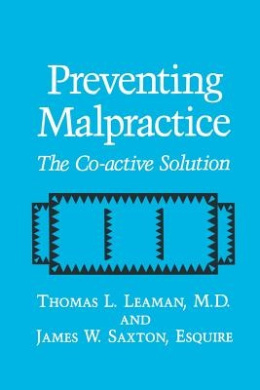 Preventing
Malpractice
The Co-active Solution
THOMAS L. LEAMAN, M.D.
AND
JAMES W. SAXTON, ESQUIRE